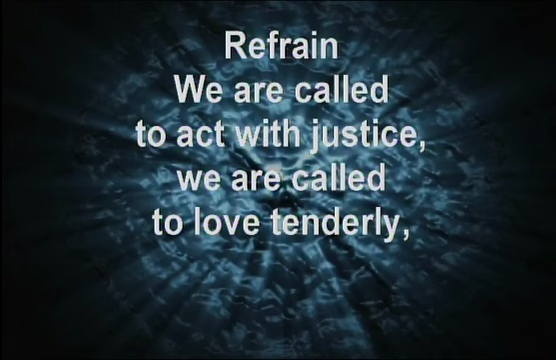 Refrain
We are called
to act with justice,
we are called
to love tenderly,